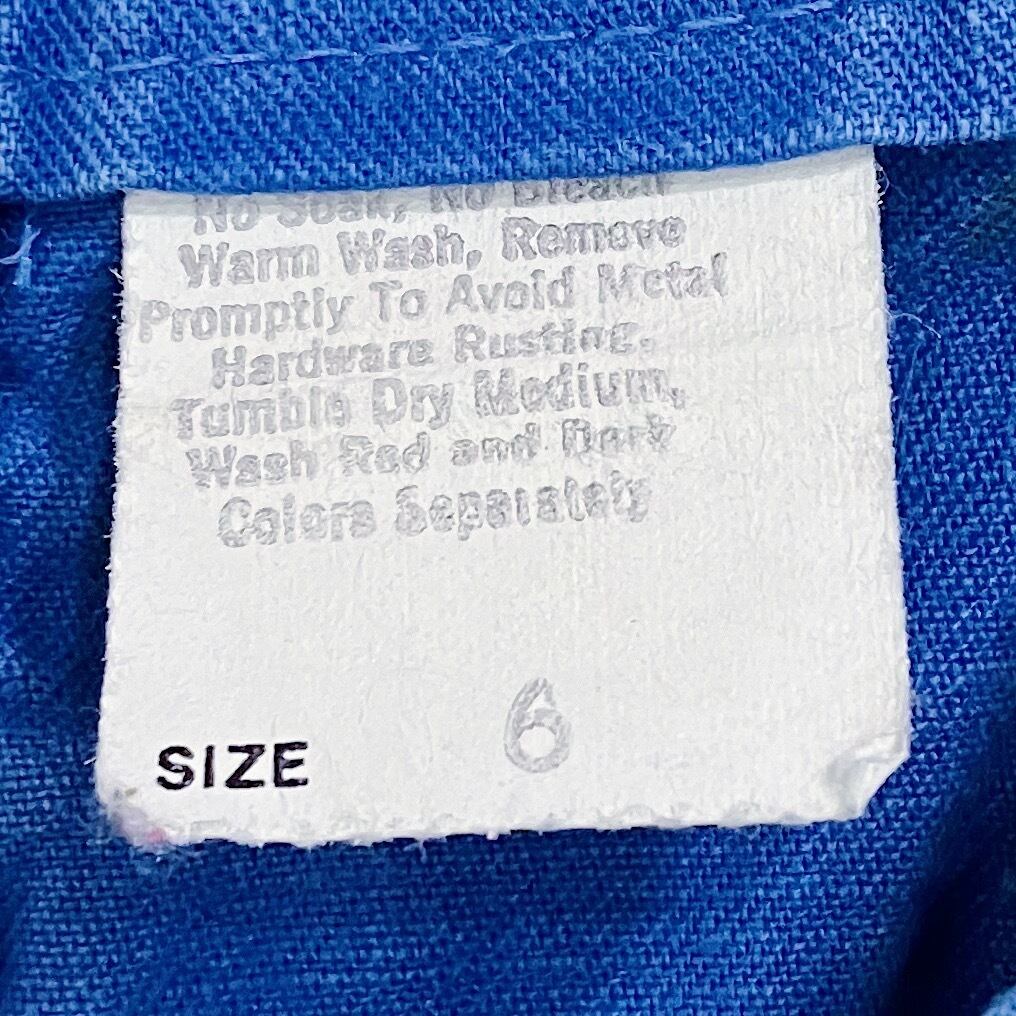 No Soak, No Bleach
Warm Wash, Remove
Promptly To Avoid Metal
Hardware Rusting.
Tumble Dry Medium,
Wash Red and Dark
Colors Separately
6
SIZE